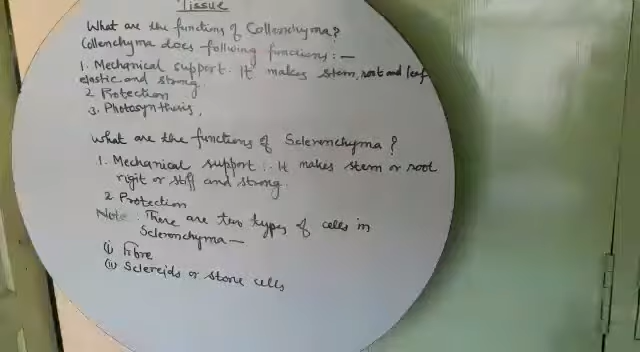 Tissue
What are the functions of Collenchyma?
Collenchyma does follwing functions : —
1. Mechanical support. It makes stem, root and leaf
elastic and strong.
2 Protection
3. Photosynthesis,
What are the functions of Sclerenchyma ?
1. Mechanical support :. it makes stem or root
rigit or stiff and strong.
2 Protection
Note : There are two types of cells in
Sclerenchyma —
(i) Fibre
(ii) Sclereids or stone cells